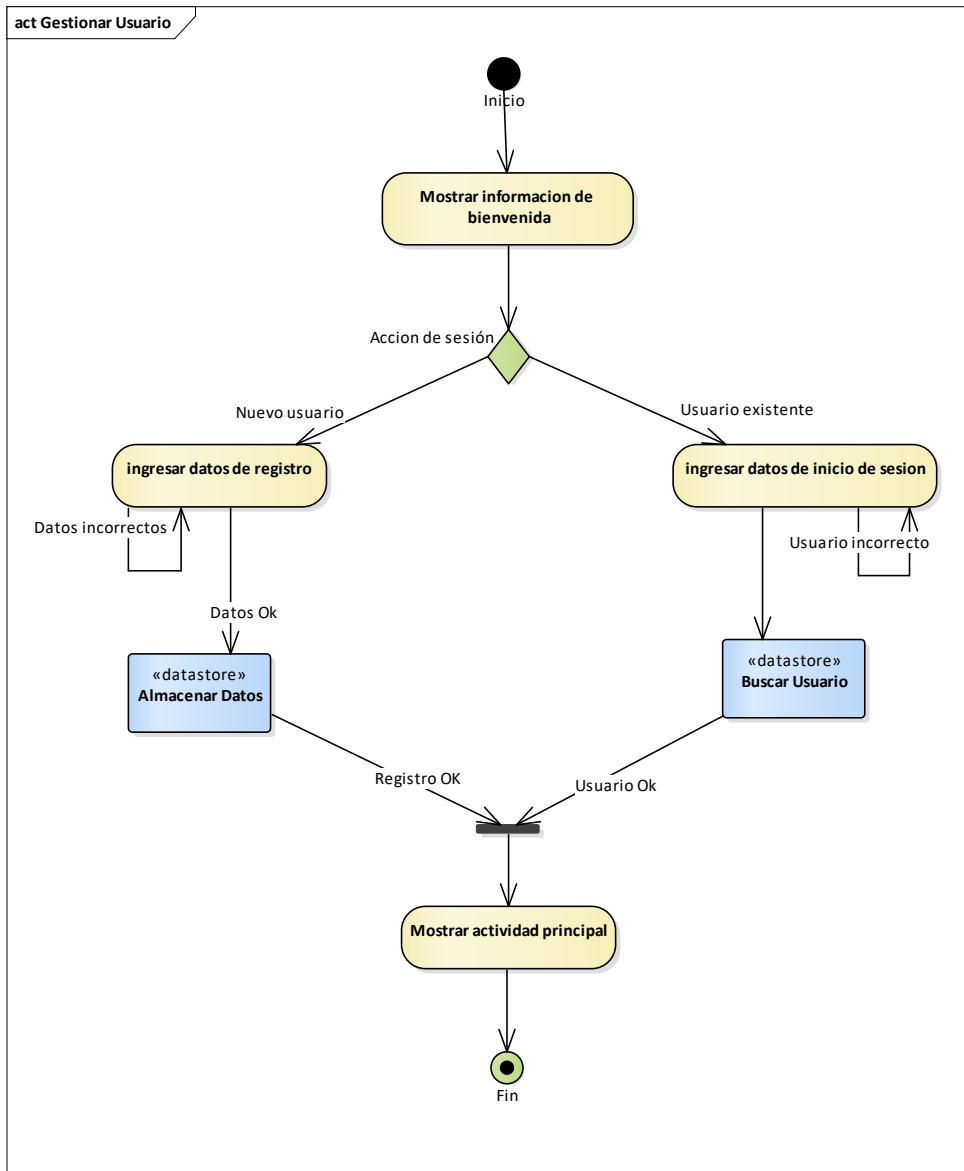 act Gestionar Usuario
Inicio
Mostrar informacion de
bienvenida
Accion de sesión
Nuevo usuario
Usuario existente
ingresar datos de registro
ingresar datos de inicio de sesion
Datos incorrectos
Usuario incorrecto
Datos Ok
«datastore»
Almacenar Datos
«datastore»
Buscar Usuario
Registro OK
Usuario Ok
Mostrar actividad principal
Fin